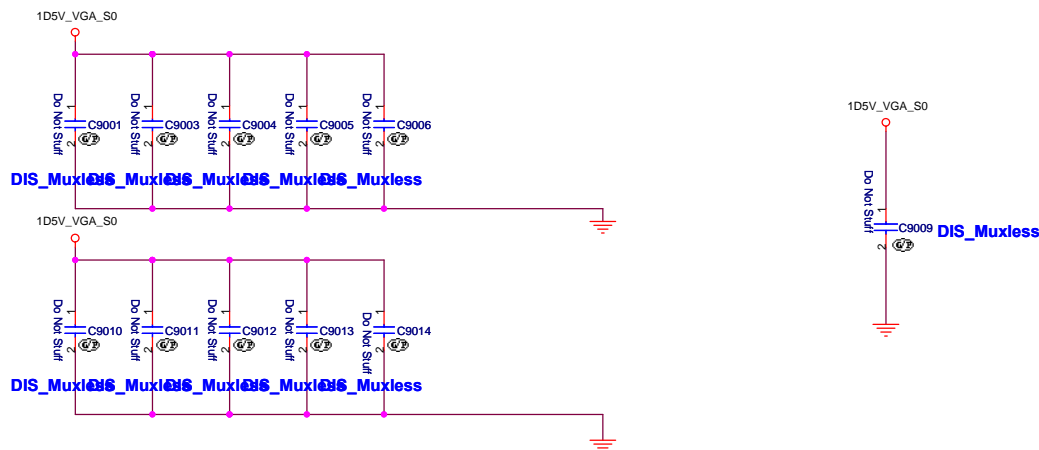 1D5V_VGA_S0
Do Not Stuff
1
2
C9001
G/P
Do Not Stuff
1
2
C9003
G/P
Do Not Stuff
1
2
C9004
G/P
Do Not Stuff
1
2
C9005
G/P
Do Not Stuff
1
2
C9006
G/P
DIS_Muxless
DIS_Muxless
DIS_Muxless
DIS_Muxless
DIS_Muxless
1D5V_VGA_S0
Do Not Stuff
1
2
C9009
G/P
DIS_Muxless
1D5V_VGA_S0
Do Not Stuff
1
2
C9010
G/P
Do Not Stuff
1
2
C9011
G/P
Do Not Stuff
1
2
C9012
G/P
Do Not Stuff
1
2
C9013
G/P
Do Not Stuff
1
2
C9014
G/P
DIS_Muxless
DIS_Muxless
DIS_Muxless
DIS_Muxless
DIS_Muxless